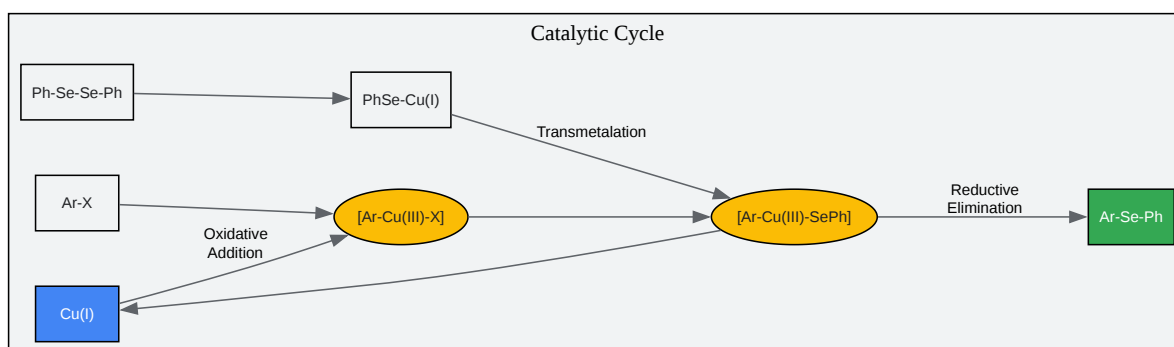 Catalytic Cycle
Ph-Se-Se-Ph
PhSe-Cu(I)
Transmetalation
Ar-X
[Ar-Cu(III)-X]
[Ar-Cu(III)-SePh]
Reductive
Elimination
Ar-Se-Ph
Oxidative
Addition
Cu(I)